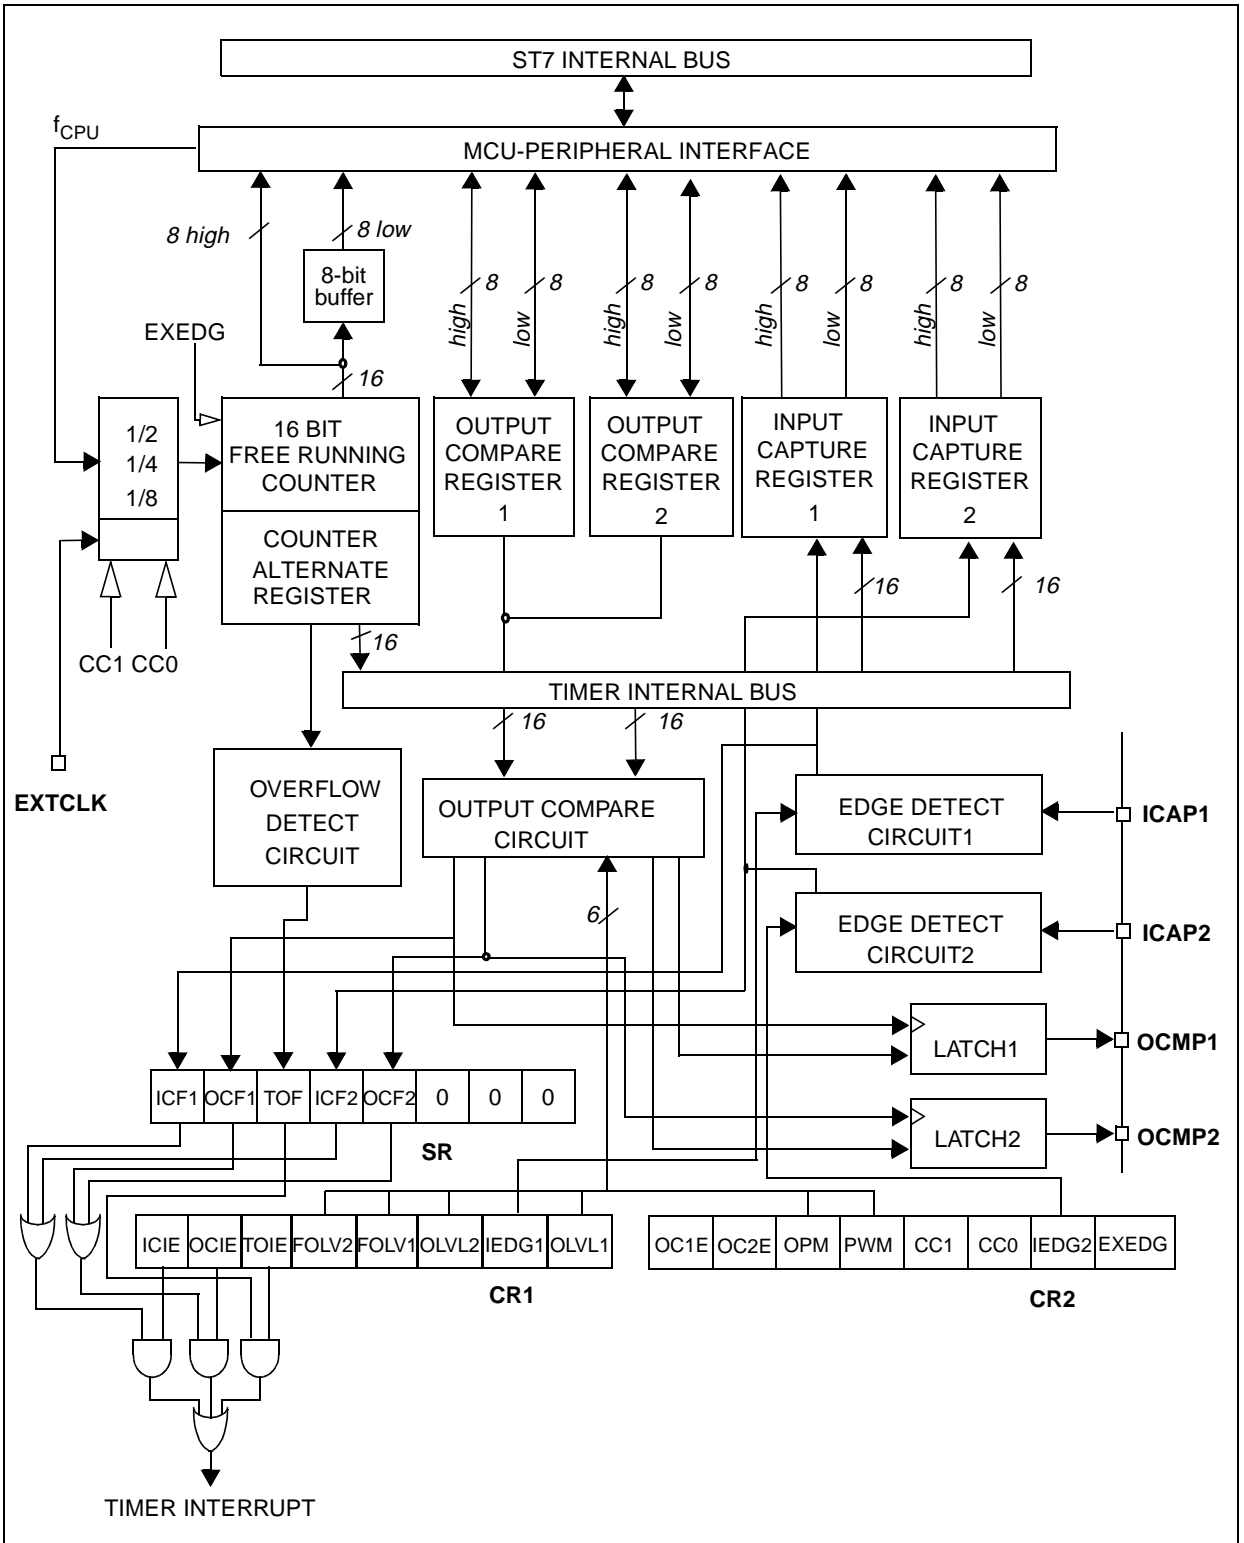 ST7 INTERNAL BUS
fCPU
MCU-PERIPHERAL INTERFACE
8 high
8 low
8-bit
buffer
8
8
8
8
8
8
8
8
high
low
high
low
high
low
high
low
EXEDG
16
1/2
1/4
1/8
16 BIT
FREE RUNNING
COUNTER
OUTPUT
COMPARE
REGISTER
1
OUTPUT
COMPARE
REGISTER
2
INPUT
CAPTURE
REGISTER
1
INPUT
CAPTURE
REGISTER
2
COUNTER
ALTERNATE
REGISTER
16
16
16
CC1 CC0
TIMER INTERNAL BUS
16
16
EXTCLK
OVERFLOW
DETECT
CIRCUIT
OUTPUT COMPARE
CIRCUIT
EDGE DETECT
CIRCUIT1
ICAP1
6
EDGE DETECT
CIRCUIT2
ICAP2
LATCH1
OCMP1
ICF1 OCF1 TOF ICF2 OCF2 0 0 0
SR
LATCH2
OCMP2
ICIE OCIE TOIE FOLV2 FOLV1 OLVL2 IEDG1 OLVL1
CR1
OC1E OC2E OPM PWM CC1 CC0 IEDG2 EXEDG
CR2
TIMER INTERRUPT